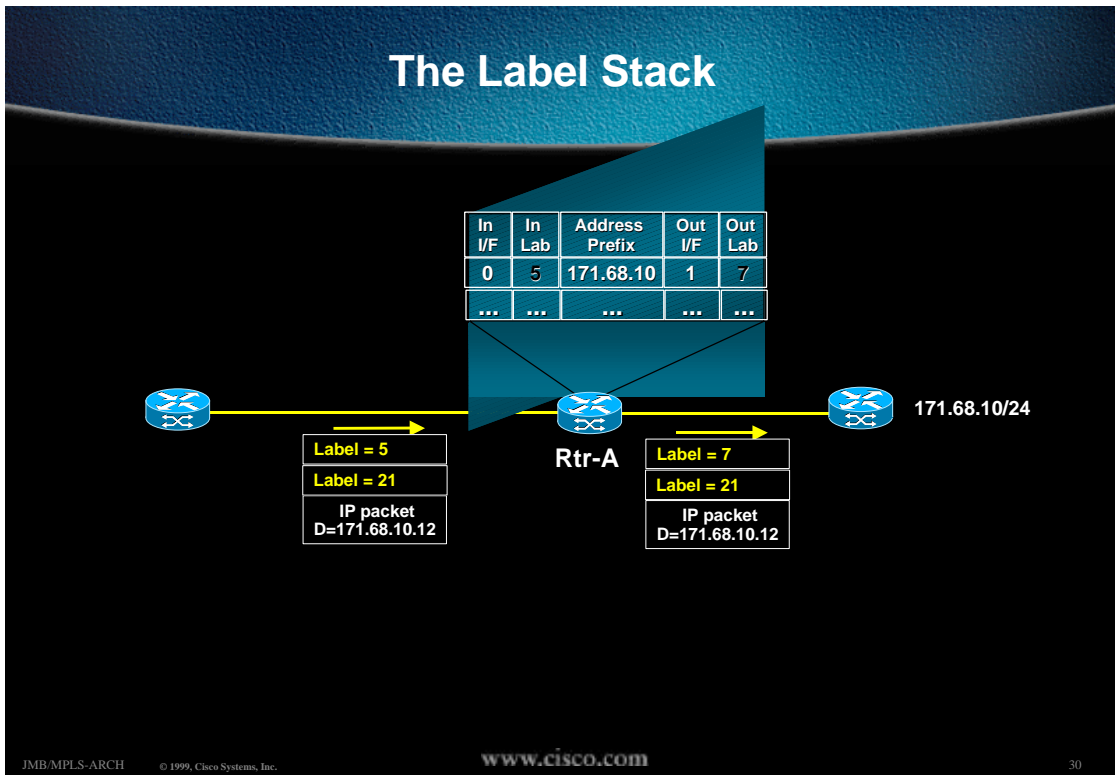 The Label Stack
In I/F In Lab Address Prefix Out I/F Out Lab
0 5 171.68.10 1 7
... ... ... ... ...
171.68.10/24
Rtr-A
Label = 5
Label = 21
IP packet
D=171.68.10.12
Label = 7
Label = 21
IP packet
D=171.68.10.12
JMB/MPLS-ARCH © 1999, Cisco Systems, Inc. www.cisco.com 30